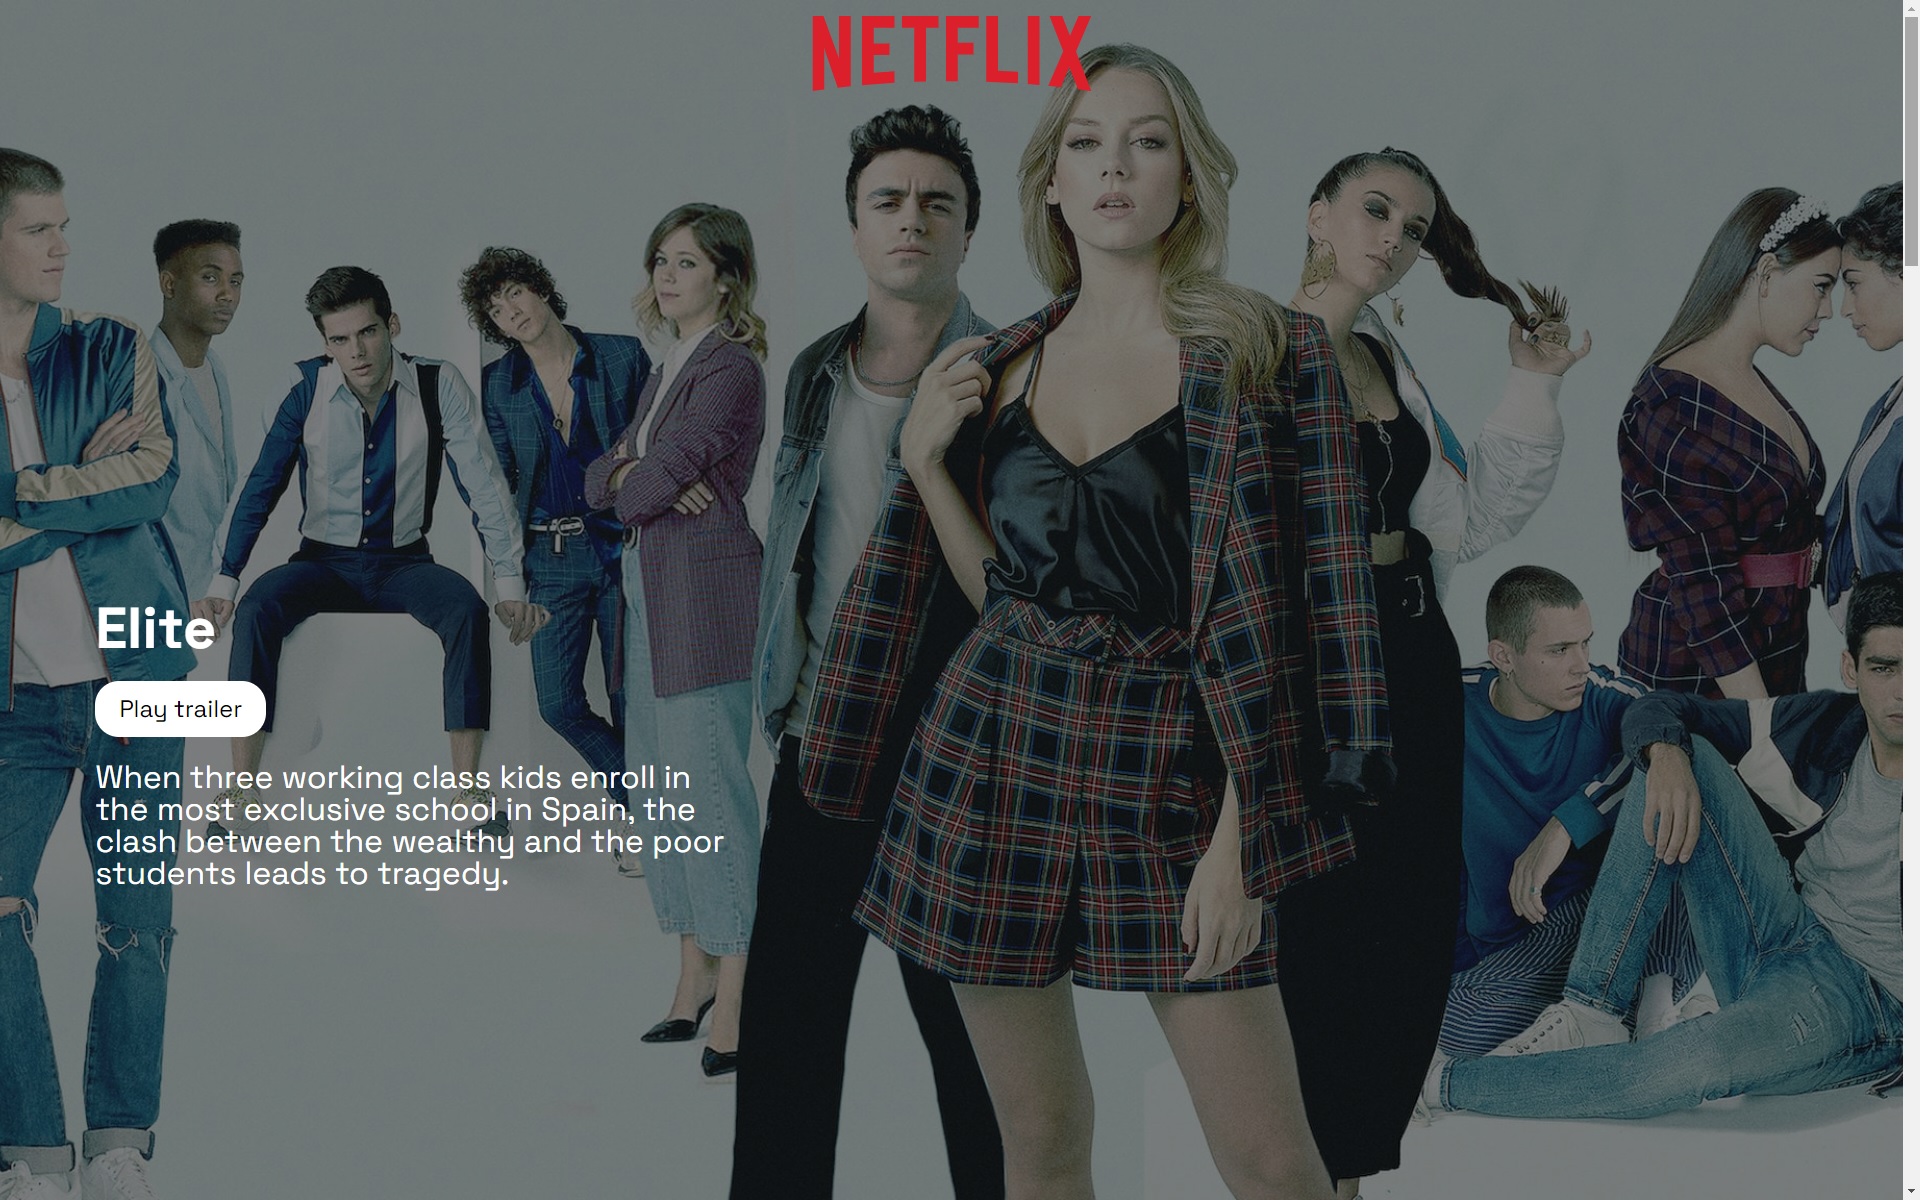 NETFLIX
Elite
Play trailer
When three working class kids enroll in
the most exclusive school in Spain, the
clash between the wealthy and the poor
students leads to tragedy.